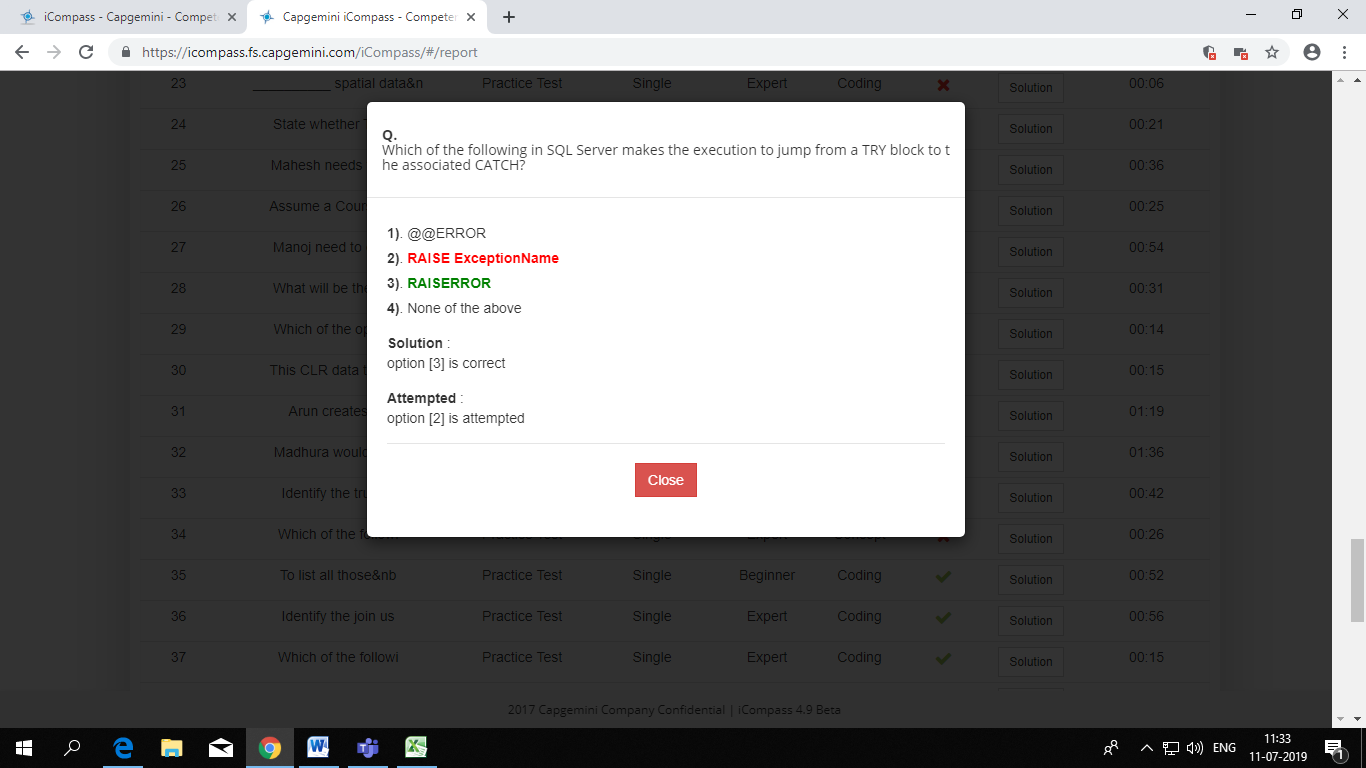 iCompass - Capgemini - Compet
Capgemini iCompass - Competen
https://icompass.fs.capgemini.com/iCompass/#/report
23 __________ spatial data&n Practice Test Single Expert Coding Solution 00:06
24 State whether Solution 00:21
25 Mahesh needs Solution 00:36
26 Assume a Cour Solution 00:25
27 Manoj need to Solution 00:54
28 What will be the Solution 00:31
29 Which of the op Solution 00:14
30 This CLR data t Solution 00:15
31 Arun creates Solution 01:19
32 Madhura would Solution 01:36
33 Identify the tru Solution 00:42
34 Which of the followi Practice Test Single Expert Concept Solution 00:26
35 To list all those&nb Practice Test Single Beginner Coding Solution 00:52
36 Identify the join us Practice Test Single Expert Coding Solution 00:56
37 Which of the followi Practice Test Single Expert Coding Solution 00:15
Q.
Which of the following in SQL Server makes the execution to jump from a TRY block to t
he associated CATCH?
1). @@ERROR
2). RAISE ExceptionName
3). RAISERROR
4). None of the above
Solution :
option [3] is correct
Attempted :
option [2] is attempted
Close
2017 Capgemini Company Confidential | iCompass 4.9 Beta
ENG
11:33
11-07-2019
1